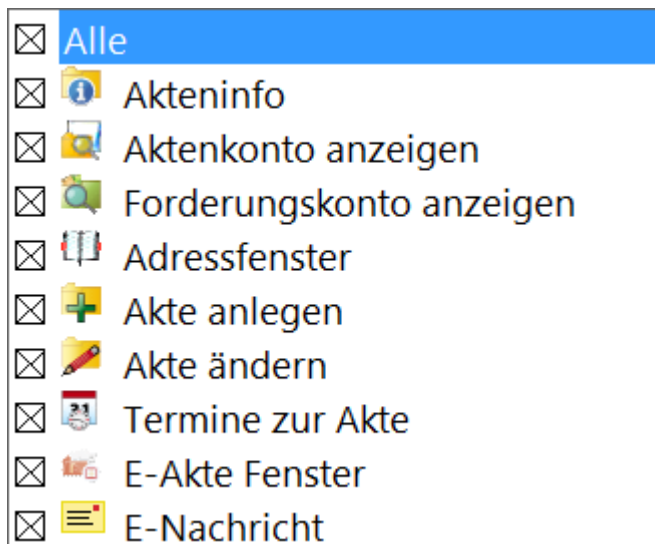 Alle
Akteninfo
Aktenkonto anzeigen
Forderungskonto anzeigen
Adressfenster
Akte anlegen
Akte ändern
Termine zur Akte
E-Akte Fenster
E-Nachricht